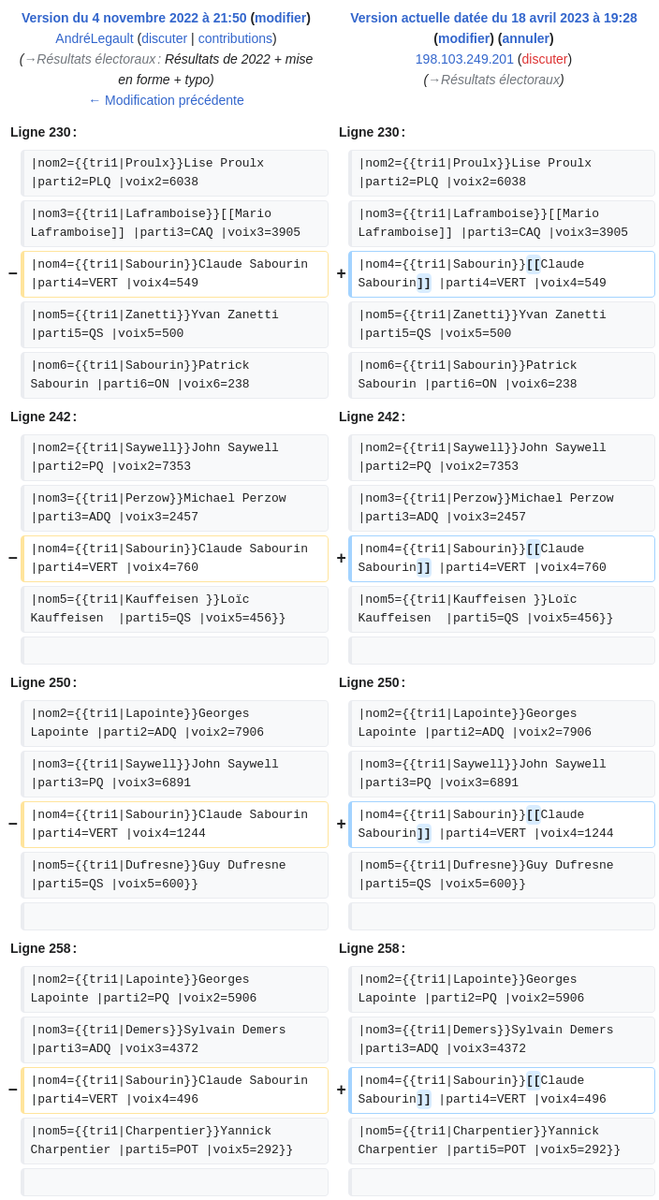 Version du 4 novembre 2022 à 21:50 (modifier)
AndréLegault (discuter | contributions)
(→Résultats électoraux : Résultats de 2022 + mise
en forme + typo)
← Modification précédente
Version actuelle datée du 18 avril 2023 à 19:28
(modifier) (annuler)
198.103.249.201 (discuter)
(→Résultats électoraux)
Ligne 230 :
Ligne 230 :
|nom2={{tri1|Proulx}}Lise Proulx
|parti2=PLQ |voix2=6038
|nom2={{tri1|Proulx}}Lise Proulx
|parti2=PLQ |voix2=6038
|nom3={{tri1|Laframboise}}[[Mario
Laframboise]] |parti3=CAQ |voix3=3905
|nom3={{tri1|Laframboise}}[[Mario
Laframboise]] |parti3=CAQ |voix3=3905
− |nom4={{tri1|Sabourin}}Claude Sabourin
|parti4=VERT |voix4=549
+ |nom4={{tri1|Sabourin}}[[Claude
Sabourin]] |parti4=VERT |voix4=549
|nom5={{tri1|Zanetti}}Yvan Zanetti
|parti5=QS |voix5=500
|nom5={{tri1|Zanetti}}Yvan Zanetti
|parti5=QS |voix5=500
|nom6={{tri1|Sabourin}}Patrick
Sabourin |parti6=ON |voix6=238
|nom6={{tri1|Sabourin}}Patrick
Sabourin |parti6=ON |voix6=238
Ligne 242 :
Ligne 242 :
|nom2={{tri1|Saywell}}John Saywell
|parti2=PQ |voix2=7353
|nom2={{tri1|Saywell}}John Saywell
|parti2=PQ |voix2=7353
|nom3={{tri1|Perzow}}Michael Perzow
|parti3=ADQ |voix3=2457
|nom3={{tri1|Perzow}}Michael Perzow
|parti3=ADQ |voix3=2457
− |nom4={{tri1|Sabourin}}Claude Sabourin
|parti4=VERT |voix4=760
+ |nom4={{tri1|Sabourin}}[[Claude
Sabourin]] |parti4=VERT |voix4=760
|nom5={{tri1|Kauffeisen }}Loïc
Kauffeisen  |parti5=QS |voix5=456}}
|nom5={{tri1|Kauffeisen }}Loïc
Kauffeisen  |parti5=QS |voix5=456}}
Ligne 250 :
Ligne 250 :
|nom2={{tri1|Lapointe}}Georges
Lapointe |parti2=ADQ |voix2=7906
|nom2={{tri1|Lapointe}}Georges
Lapointe |parti2=ADQ |voix2=7906
|nom3={{tri1|Saywell}}John Saywell
|parti3=PQ |voix3=6891
|nom3={{tri1|Saywell}}John Saywell
|parti3=PQ |voix3=6891
− |nom4={{tri1|Sabourin}}Claude Sabourin
|parti4=VERT |voix4=1244
+ |nom4={{tri1|Sabourin}}[[Claude
Sabourin]] |parti4=VERT |voix4=1244
|nom5={{tri1|Dufresne}}Guy Dufresne
|parti5=QS |voix5=600}}
|nom5={{tri1|Dufresne}}Guy Dufresne
|parti5=QS |voix5=600}}
Ligne 258 :
Ligne 258 :
|nom2={{tri1|Lapointe}}Georges
Lapointe |parti2=PQ |voix2=5906
|nom2={{tri1|Lapointe}}Georges
Lapointe |parti2=PQ |voix2=5906
|nom3={{tri1|Demers}}Sylvain Demers
|parti3=ADQ |voix3=4372
|nom3={{tri1|Demers}}Sylvain Demers
|parti3=ADQ |voix3=4372
− |nom4={{tri1|Sabourin}}Claude Sabourin
|parti4=VERT |voix4=496
+ |nom4={{tri1|Sabourin}}[[Claude
Sabourin]] |parti4=VERT |voix4=496
|nom5={{tri1|Charpentier}}Yannick
Charpentier |parti5=POT |voix5=292}}
|nom5={{tri1|Charpentier}}Yannick
Charpentier |parti5=POT |voix5=292}}